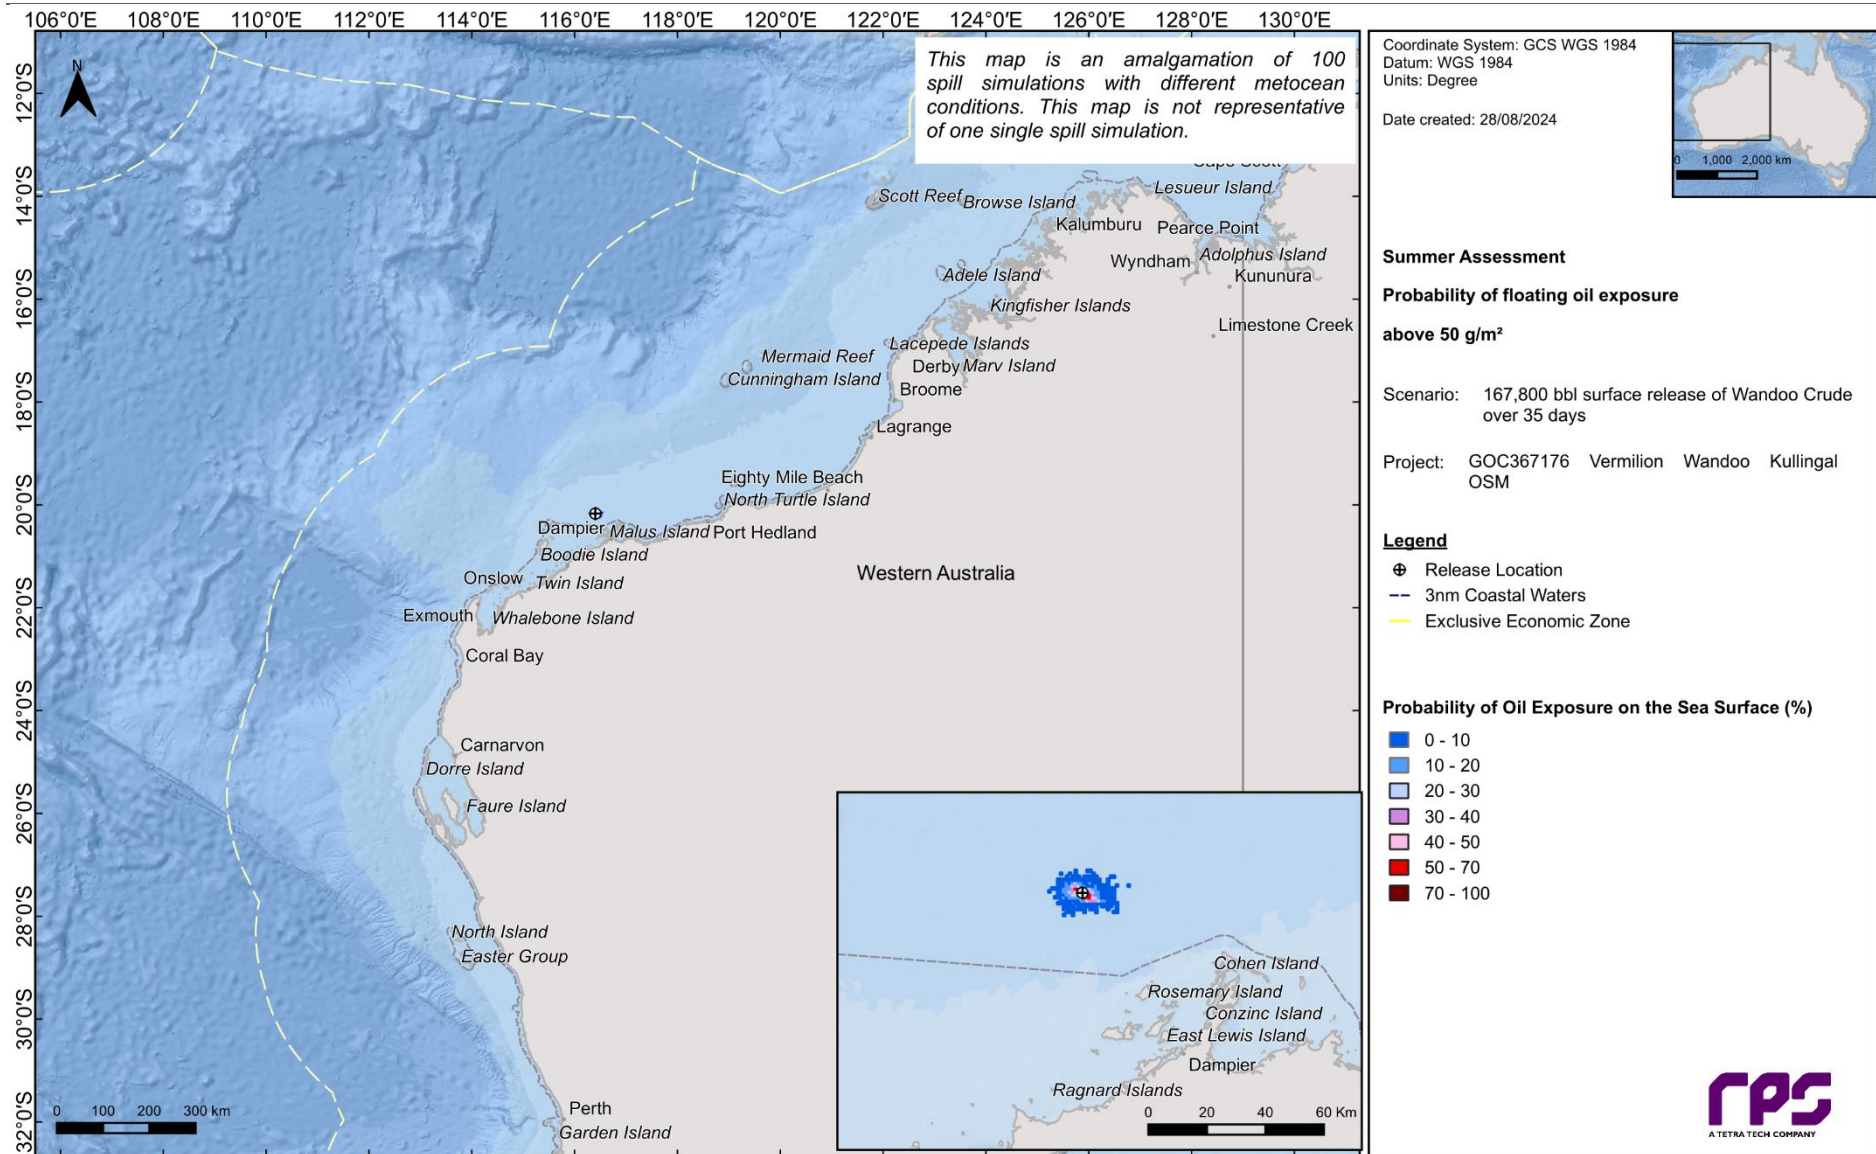 106°0'E 108°0'E 110°0'E 112°0'E 114°0'E 116°0'E 118°0'E 120°0'E 122°0'E 124°0'E 126°0'E 128°0'E 130°0'E
12°0'S
14°0'S
16°0'S
18°0'S
20°0'S
22°0'S
24°0'S
26°0'S
28°0'S
30°0'S
32°0'S
N
This map is an amalgamation of 100
spill simulations with different metocean
conditions. This map is not representative
of one single spill simulation.
Cape Scott
Lesueur Island
Scott Reef
Browse Island
Kalumburu
Pearce Point
Wyndham
Adolphus Island
Kununura
Adele Island
Kingfisher Islands
Limestone Creek
Lacepede Islands
Mermaid Reef
Derby
Marv Island
Cunningham Island
Broome
Lagrange
Eighty Mile Beach
North Turtle Island
Dampier
Malus Island
Port Hedland
Boodie Island
Western Australia
Onslow
Twin Island
Exmouth
Whalebone Island
Coral Bay
Carnarvon
Dorre Island
Faure Island
North Island
Easter Group
Perth
Garden Island
0 100 200 300 km
Cohen Island
Rosemary Island
Conzinc Island
East Lewis Island
Dampier
Ragnard Islands
0 20 40 60 Km
Coordinate System: GCS WGS 1984
Datum: WGS 1984
Units: Degree
Date created: 28/08/2024
0 1,000 2,000 km
Summer Assessment
Probability of floating oil exposure
above 50 g/m²
Scenario: 167,800 bbl surface release of Wandoo Crude
over 35 days
Project: GOC367176 Vermilion Wandoo Kullingal
OSM
Legend
Release Location
3nm Coastal Waters
Exclusive Economic Zone
Probability of Oil Exposure on the Sea Surface (%)
0 - 10
10 - 20
20 - 30
30 - 40
40 - 50
50 - 70
70 - 100
rps
A TETRA TECH COMPANY